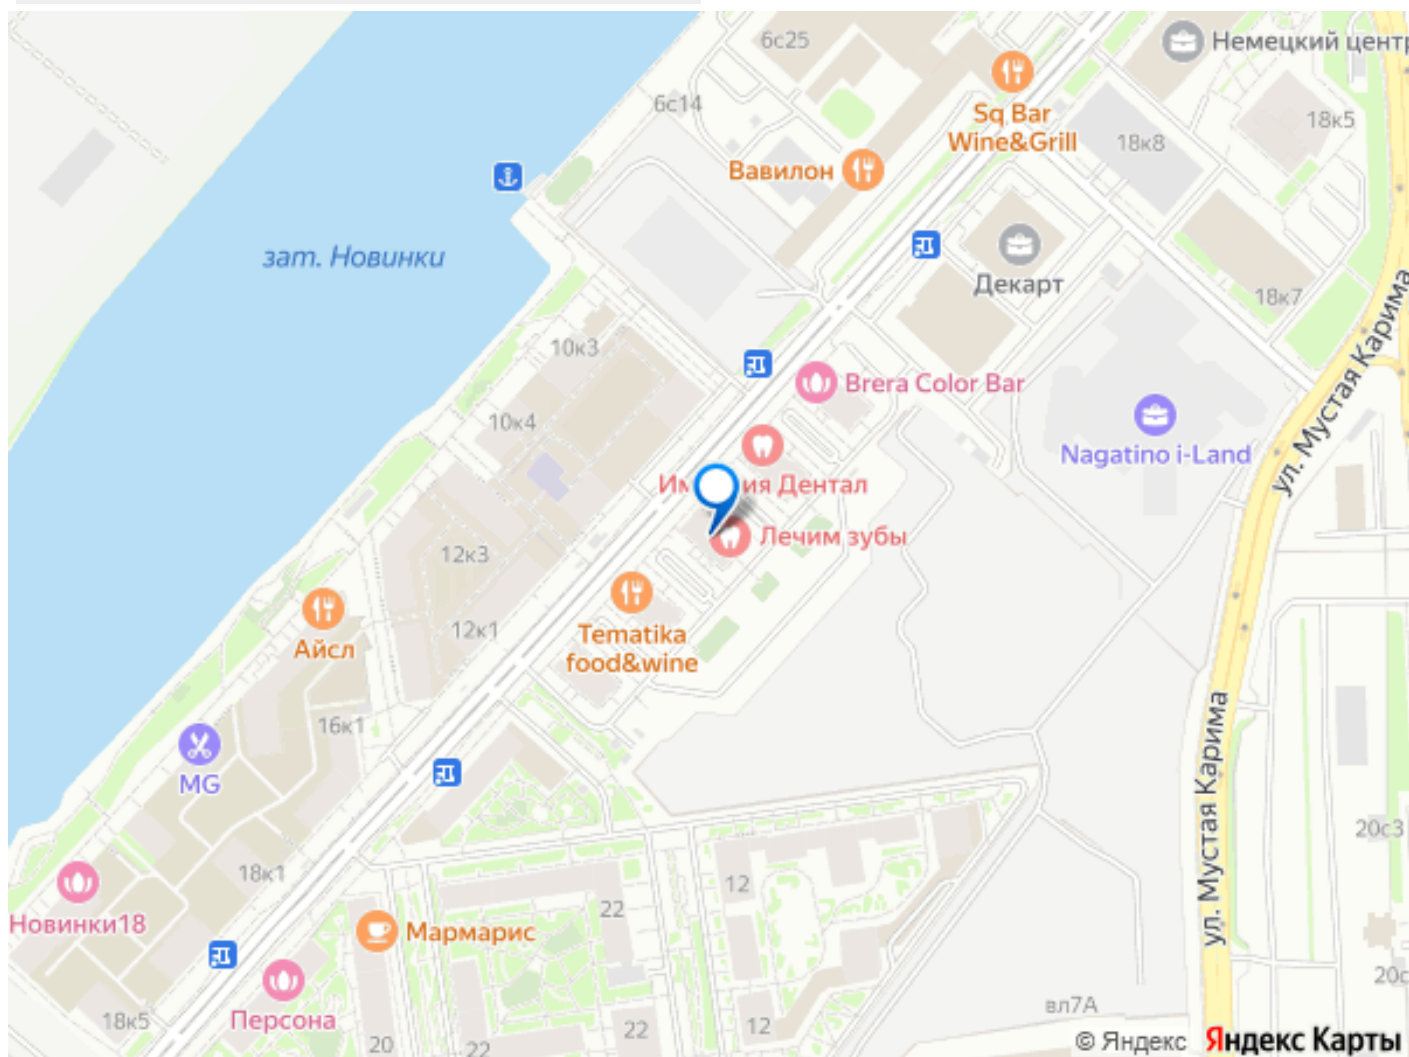 6с25
Немецкий центр
6с14
Sq Bar
Wine&Grill
18к5
18к8
Вавилон
зат. Новинки
Декарт
18к7
10к3
Brera Color Bar
ул. Мустая Карима
10к4
Nagatino i-Land
Дентал
Лечим зубы
12к3
12к1
Tematika
food&wine
Айсл
16к1
MG
ул. Мустая Карима
20с3
18к1
12
22
Новинки18
Мармарис
18к5
Персона
20
22
22
12
вл7А
© Яндекс
Яндекс Карты